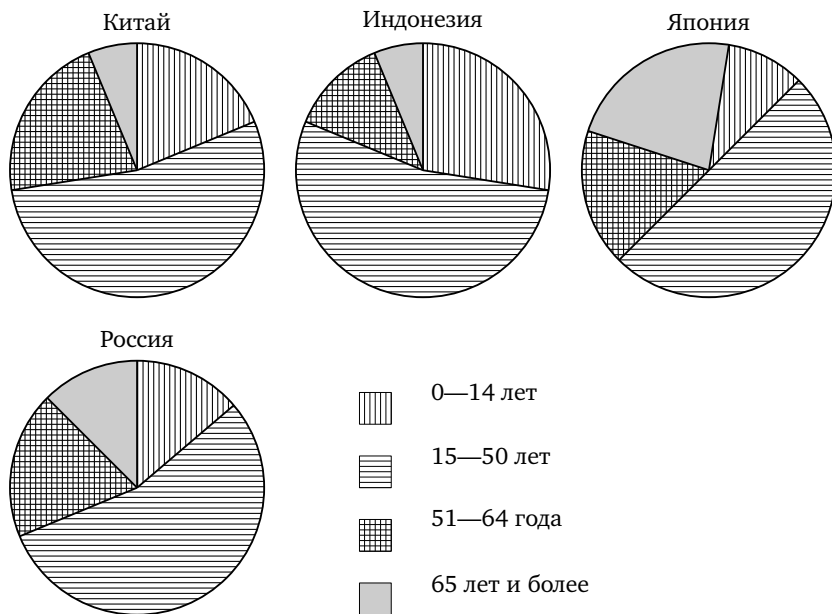 Китай
Индонезия
Япония
Россия
0—14 лет
15—50 лет
51—64 года
65 лет и более